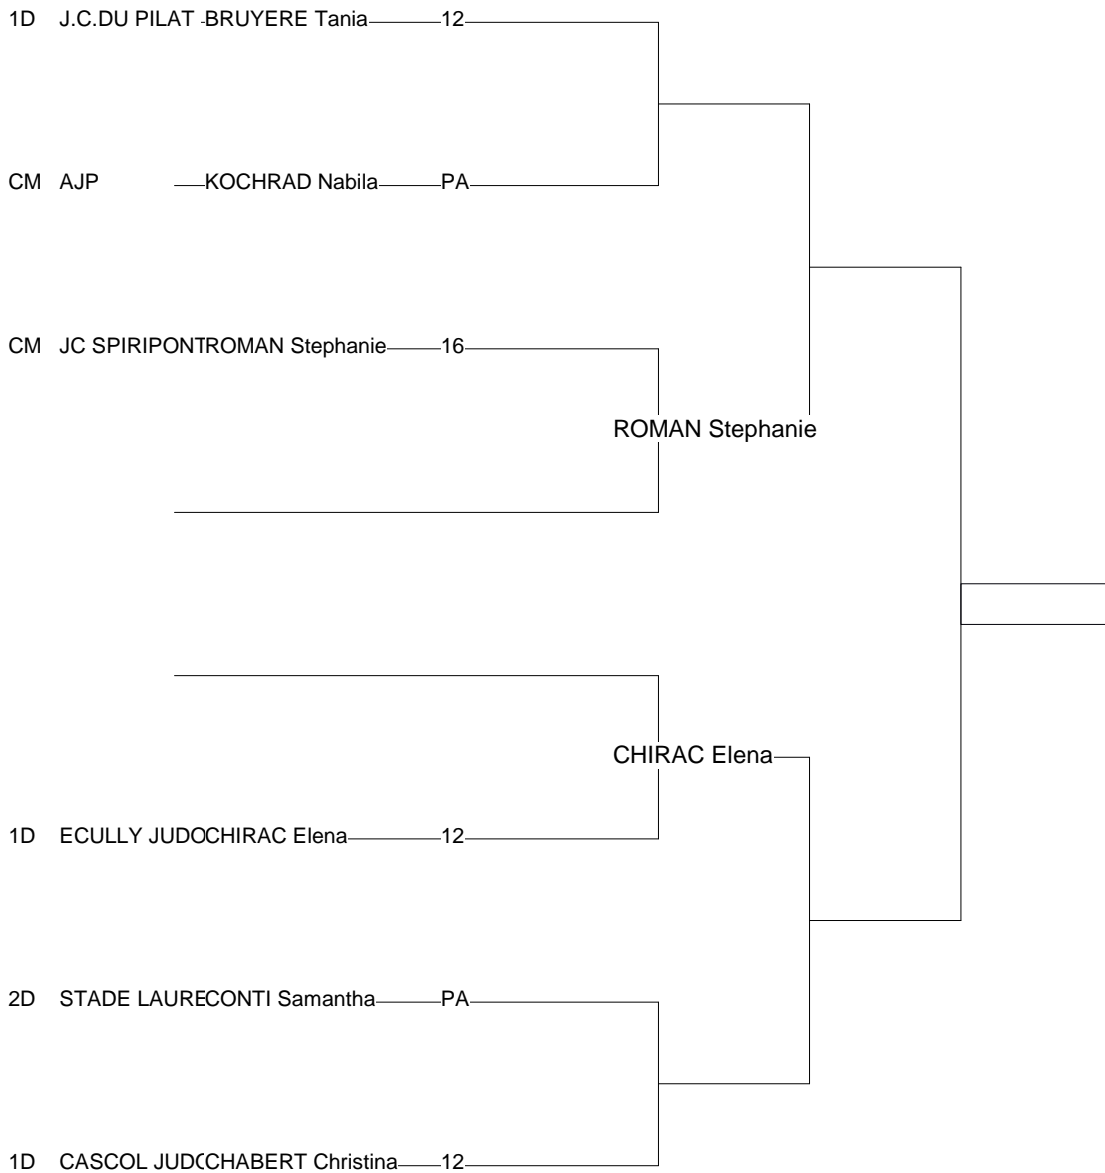 1D J.C.DU PILAT BRUYERE Tania 12
CM AJP KOCHRAD Nabila PA
CM JC SPIRIPONTROMAN Stephanie 16
ROMAN Stephanie
CHIRAC Elena
1D ECULLY JUDOCHIRAC Elena 12
2D STADE LAURECONTI Samantha PA
1D CASCOL JUDOCHABERT Christina 12